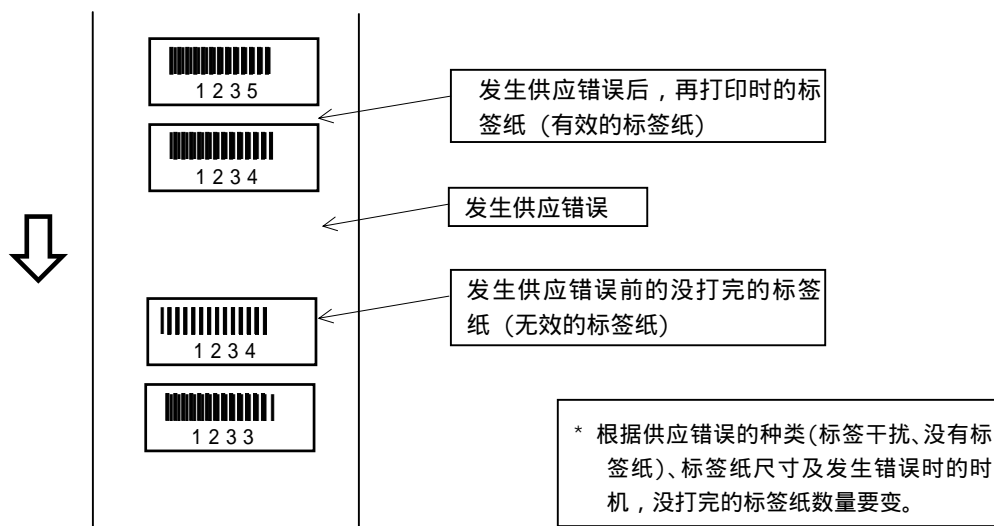 1235
发生供应错误后，再打印时的标
签纸 (有效的标签纸)
1234
发生供应错误
发生供应错误前的没打完的标签
纸 (无效的标签纸)
1234
1233
* 根据供应错误的种类(标签干扰、没有标
签纸)、标签纸尺寸及发生错误时的时
机，没打完的标签纸数量要变。